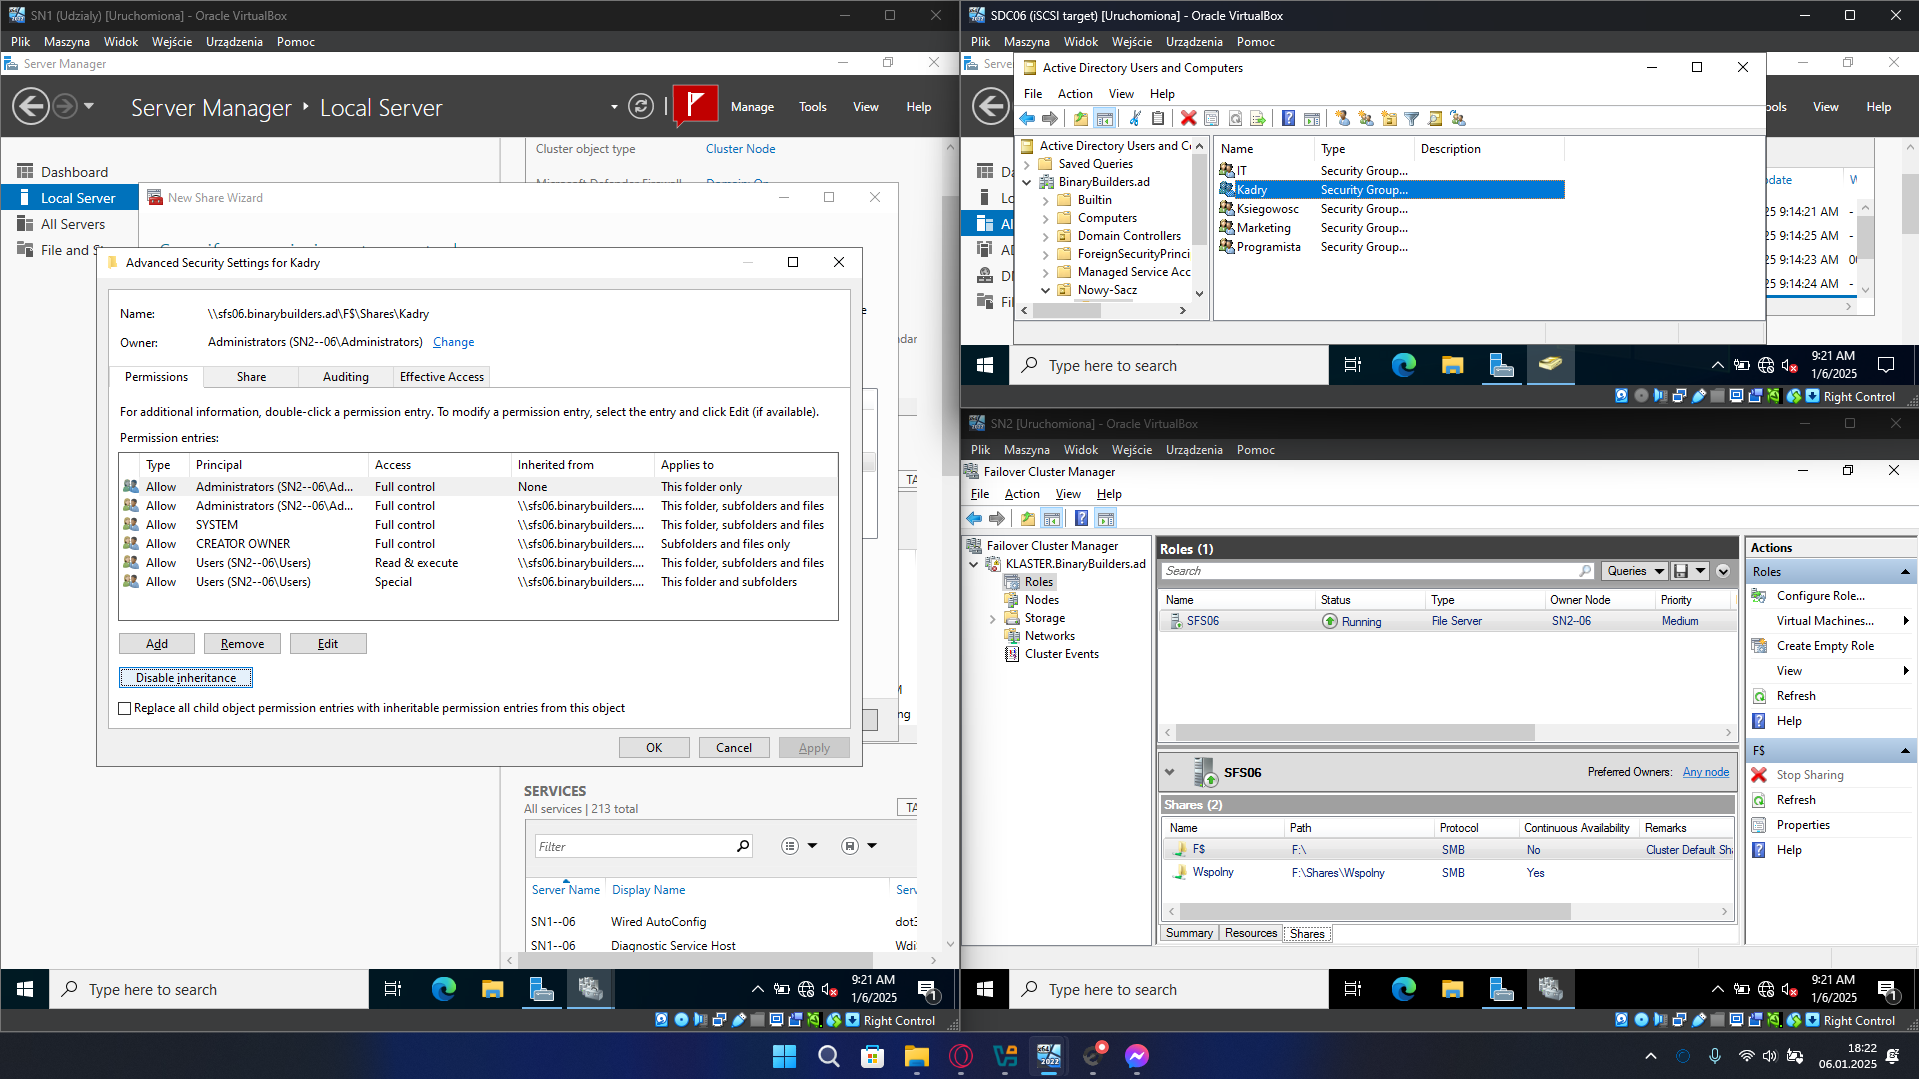 SN1 (Udziały) [Uruchomiona] - Oracle VirtualBox
Plik Maszyna Widok Wejście Urządzenia Pomoc
Server Manager
Server Manager • Local Server
Manage Tools View Help
Dashboard
Local Server
All Servers
File and S
Cluster object type Cluster Node
New Share Wizard
Advanced Security Settings for Kadry
Name: \\sfs06.binarybuilders.ad\F$\Shares\Kadry
Owner: Administrators (SN2--06\Administrators) Change
Permissions Share Auditing Effective Access
For additional information, double-click a permission entry. To modify a permission entry, select the entry and click Edit (if available).
Permission entries:
Type Principal Access Inherited from Applies to
Allow Administrators (SN2--06\Ad... Full control None This folder only
Allow Administrators (SN2--06\Ad... Full control \\sfs06.binarybuilders.... This folder, subfolders and files
Allow SYSTEM Full control \\sfs06.binarybuilders.... This folder, subfolders and files
Allow CREATOR OWNER Full control \\sfs06.binarybuilders.... Subfolders and files only
Allow Users (SN2--06\Users) Read & execute \\sfs06.binarybuilders.... This folder, subfolders and files
Allow Users (SN2--06\Users) Special \\sfs06.binarybuilders.... This folder and subfolders
Add Remove Edit
Disable inheritance
Replace all child object permission entries with inheritable permission entries from this object
OK Cancel Apply
SERVICES
All services | 213 total
TA
Filter
Server Name Display Name Serv
SN1--06 Wired AutoConfig dot3
SN1--06 Diagnostic Service Host Wdi
Type here to search
9:21 AM
1/6/2025
1
Right Control
SDC06 (iSCSI target) [Uruchomiona] - Oracle VirtualBox
Plik Maszyna Widok Wejście Urządzenia Pomoc
Serve
Active Directory Users and Computers
File Action View Help
ools View Help
Active Directory Users and C
Saved Queries
BinaryBuilders.ad
Builtin
Computers
Domain Controllers
ForeignSecurityPrinci
Managed Service Acc
Nowy-Sacz
Name Type Description
IT Security Group...
Kadry Security Group...
Ksiegowosc Security Group...
Marketing Security Group...
Programista Security Group...
pdate
25 9:14:21 AM -
25 9:14:25 AM -
25 9:14:23 AM
25 9:14:24 AM -
Type here to search
9:21 AM
1/6/2025
Right Control
SN2 [Uruchomiona] - Oracle VirtualBox
Plik Maszyna Widok Wejście Urządzenia Pomoc
Failover Cluster Manager
File Action View Help
Failover Cluster Manager
KLASTER.BinaryBuilders.ad
Roles
Nodes
Storage
Networks
Cluster Events
Roles (1)
Search
Queries
Name Status Type Owner Node Priority
SFS06 Running File Server SN2--06 Medium
SFS06 Preferred Owners: Any node
Shares (2)
Name Path Protocol Continuous Availability Remarks
F$ F:\ SMB No Cluster Default Sh
Wspolny F:\Shares\Wspolny SMB Yes
Summary Resources Shares
Actions
Roles
Configure Role...
Virtual Machines...
Create Empty Role
View
Refresh
Help
F$
Stop Sharing
Refresh
Properties
Help
Type here to search
9:21 AM
1/6/2025
1
Right Control
18:22
06.01.2025